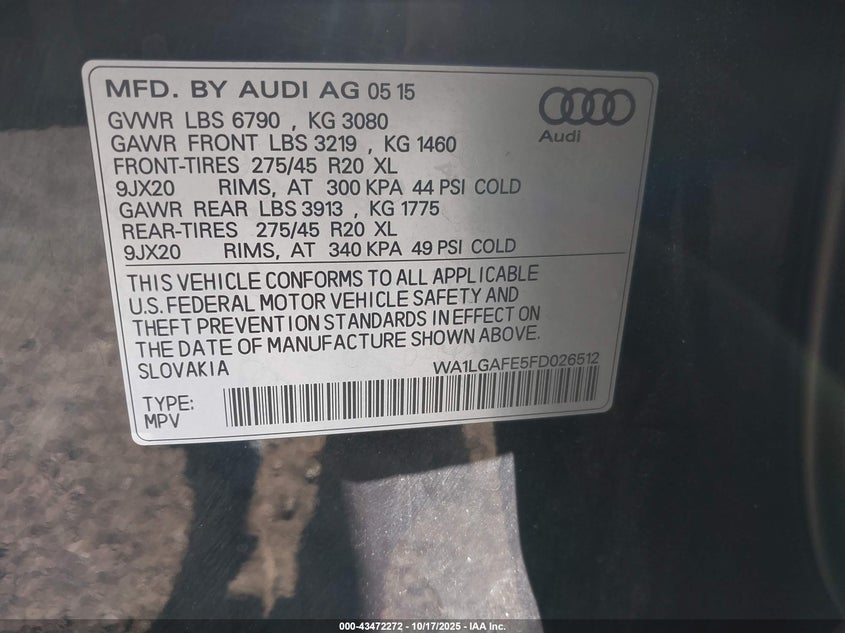 MFD. BY AUDI AG 05 15
GVWR LBS 6790 , KG 3080
GAWR FRONT LBS 3219 , KG 1460
FRONT-TIRES 275/45 R20 XL
9JX20 RIMS, AT 300 KPA 44 PSI COLD
GAWR REAR LBS 3913 , KG 1775
REAR-TIRES 275/45 R20 XL
9JX20 RIMS, AT 340 KPA 49 PSI COLD
Audi
THIS VEHICLE CONFORMS TO ALL APPLICABLE
U.S. FEDERAL MOTOR VEHICLE SAFETY AND
THEFT PREVENTION STANDARDS IN EFFECT ON
THE DATE OF MANUFACTURE SHOWN ABOVE.
SLOVAKIA WA1LGAFE5FD026512
TYPE:
MPV
000-43472272 - 10/17/2025 - IAA Inc.